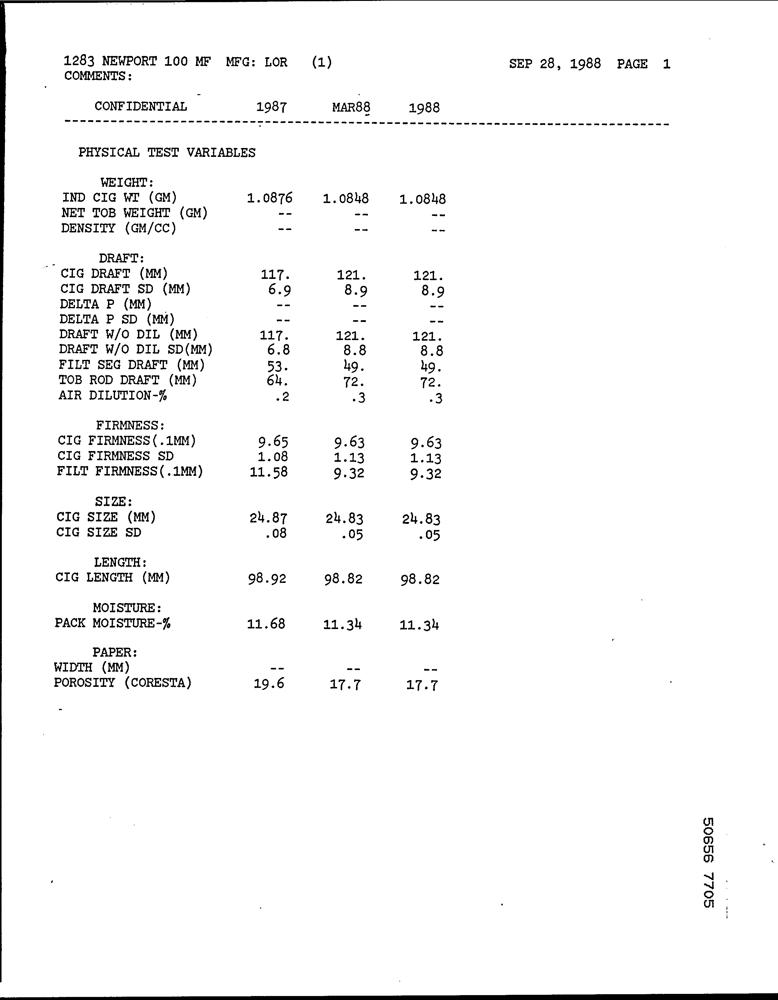 1283 NEWPORT 100 MF MFG: LOR (1) SEP 28, 1988 PAGE 1
COMMENTS:
CONFIDENTIAL 1987 MAR88 1988
PHYSICAL TEST VARIABLES
WEIGHT:
IND CIG WT (GM) 1.0876 1.0848 1.0848
NET TOB WEIGHT (GM) -- -- --
DENSITY (GM/CC) -- -- --
DRAFT:
CIG DRAFT (MM) 117. 121. 121.
CIG DRAFT SD (MM) 6.9 8.9 8.9
DELTA P (MM) -- -- --
DELTA P SD (MM) -- -- --
DRAFT W/O DIL (MM) 117. 121. 121.
DRAFT W/O DIL SD(MM) 6.8 8.8 8.8
FILT SEG DRAFT (MM) 53. 49. 49.
TOB ROD DRAFT (MM) 64. 72. 72.
AIR DILUTION-% .2 .3 .3
FIRMNESS:
CIG FIRMNESS(.1MM) 9.65 9.63 9.63
CIG FIRMNESS SD 1.08 1.13 1.13
FILT FIRMNESS(.1MM) 11.58 9.32 9.32
SIZE:
CIG SIZE (MM) 24.87 24.83 24.83
CIG SIZE SD .08 .05 .05
LENGTH:
CIG LENGTH (MM) 98.92 98.82 98.82
MOISTURE:
PACK MOISTURE-% 11.68 11.34 11.34
PAPER:
WIDTH (MM) -- -- --
POROSITY (CORESTA) 19.6 17.7 17.7
50656 7705